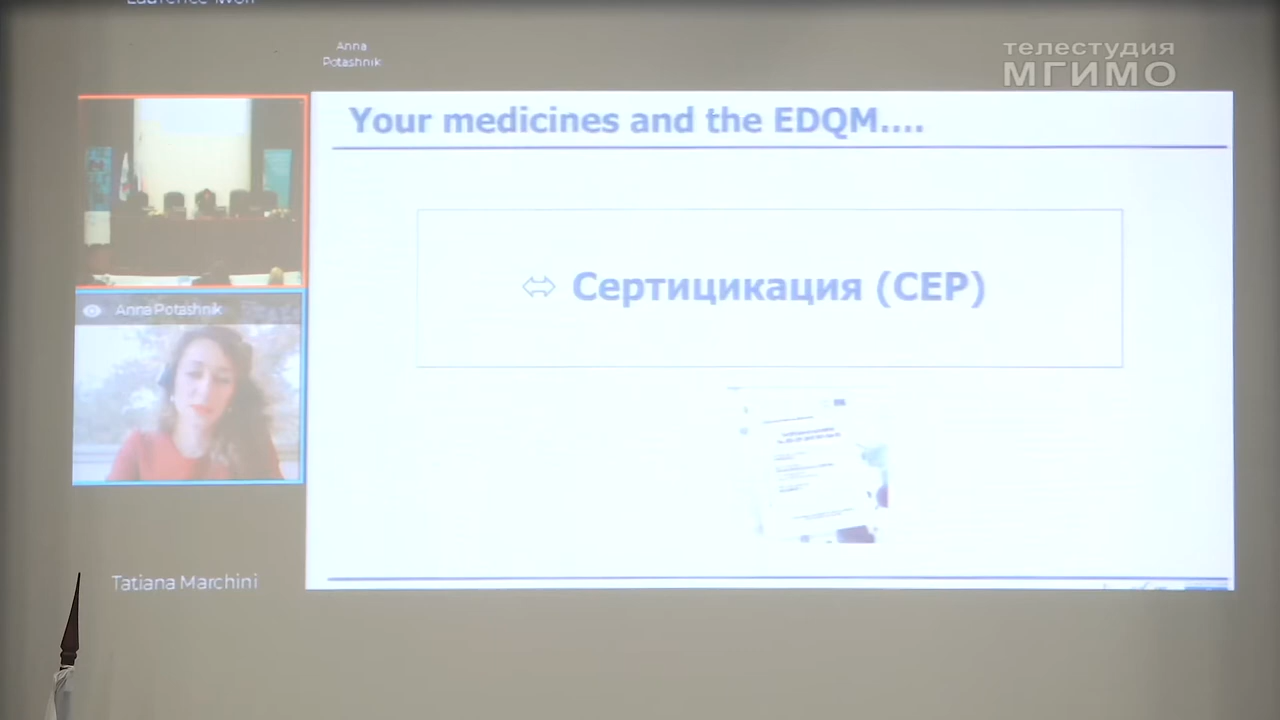 Anna
Potashnik
телестудия
МГИМО
Your medicines and the EDQM....
Anna Potashnik
⬄ Сертицикация (CEP)
Tatiana Marchini